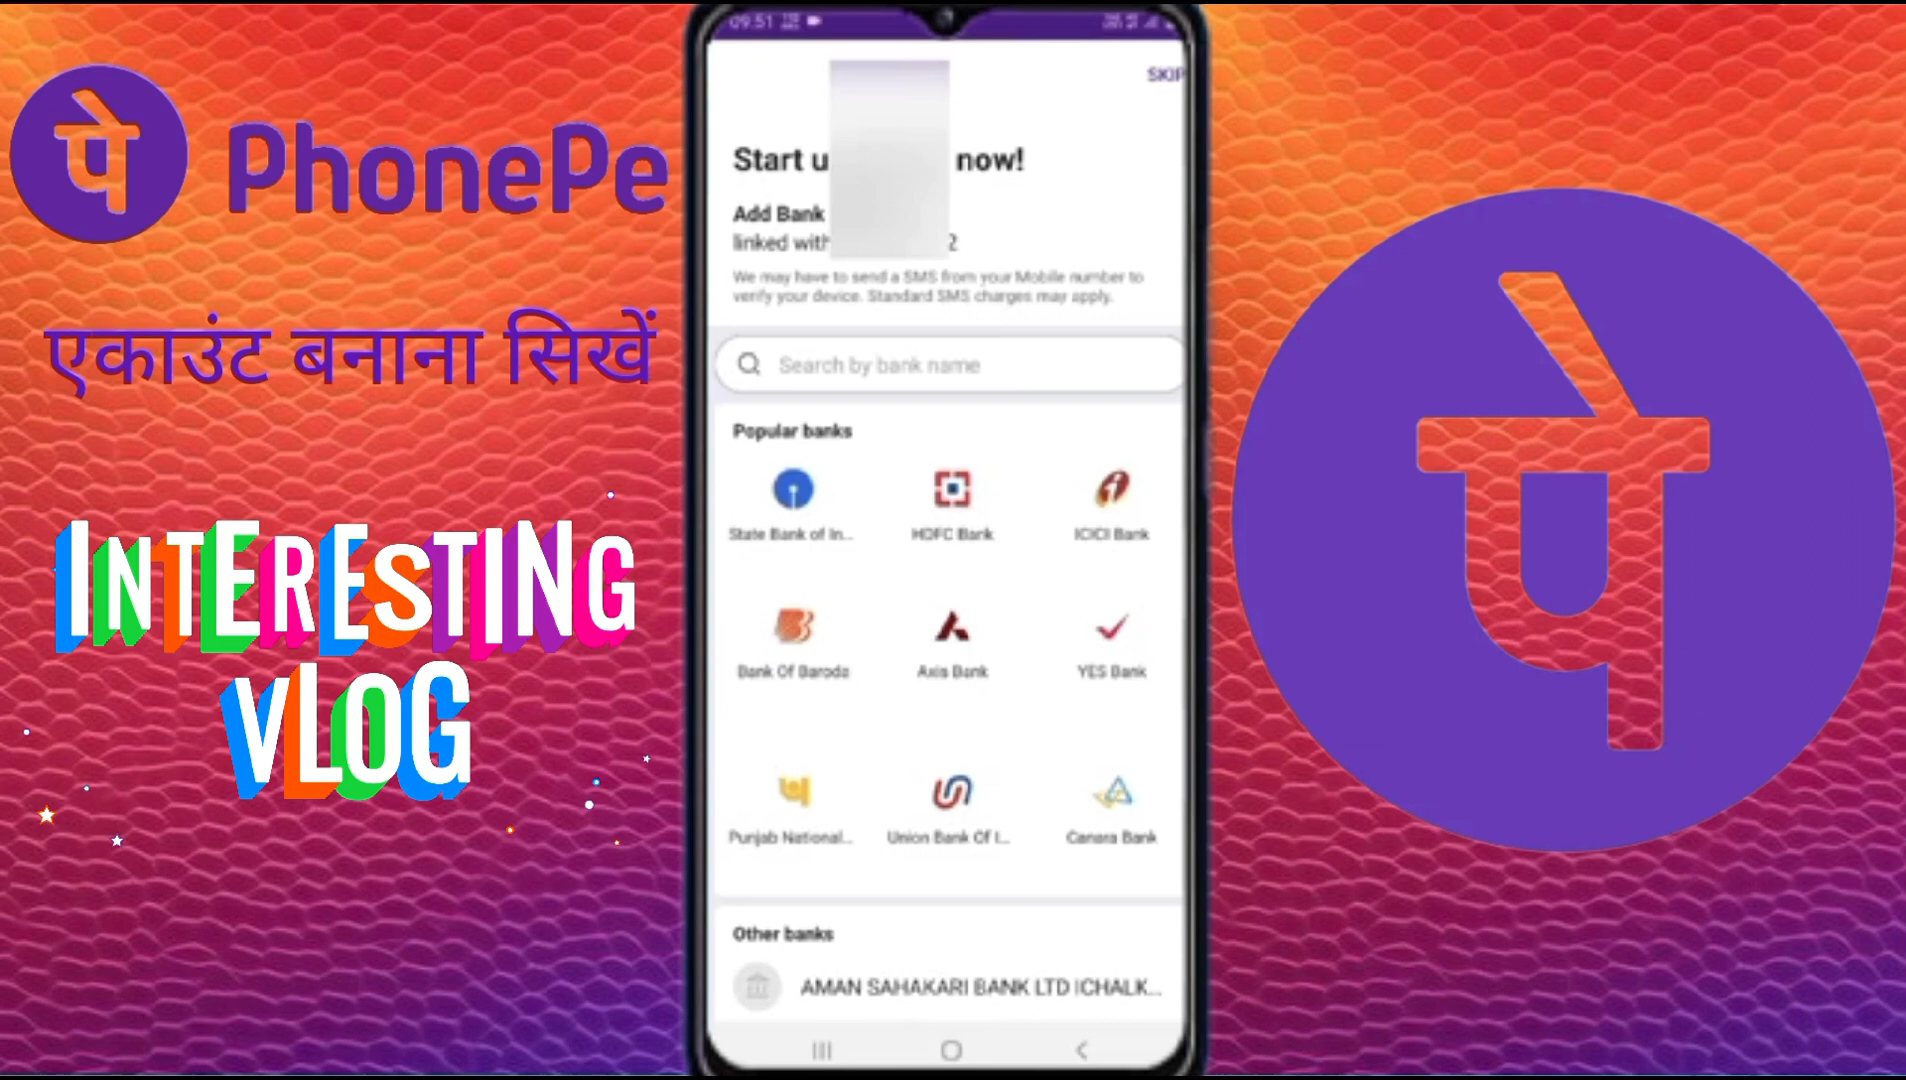 पे PhonePe
एकाउंट बनाना सिखें
INTERESTING
VLOG
09:51
SKIP
Start u now!
Add Bank
linked with 2
We may have to send a SMS from your Mobile number to
verify your device. Standard SMS charges may apply.
Search by bank name
Popular banks
State Bank of In... HDFC Bank ICICI Bank
Bank Of Baroda Axis Bank YES Bank
Punjab National... Union Bank Of I... Canara Bank
Other banks
AMAN SAHAKARI BANK LTD ICHALK...
पे